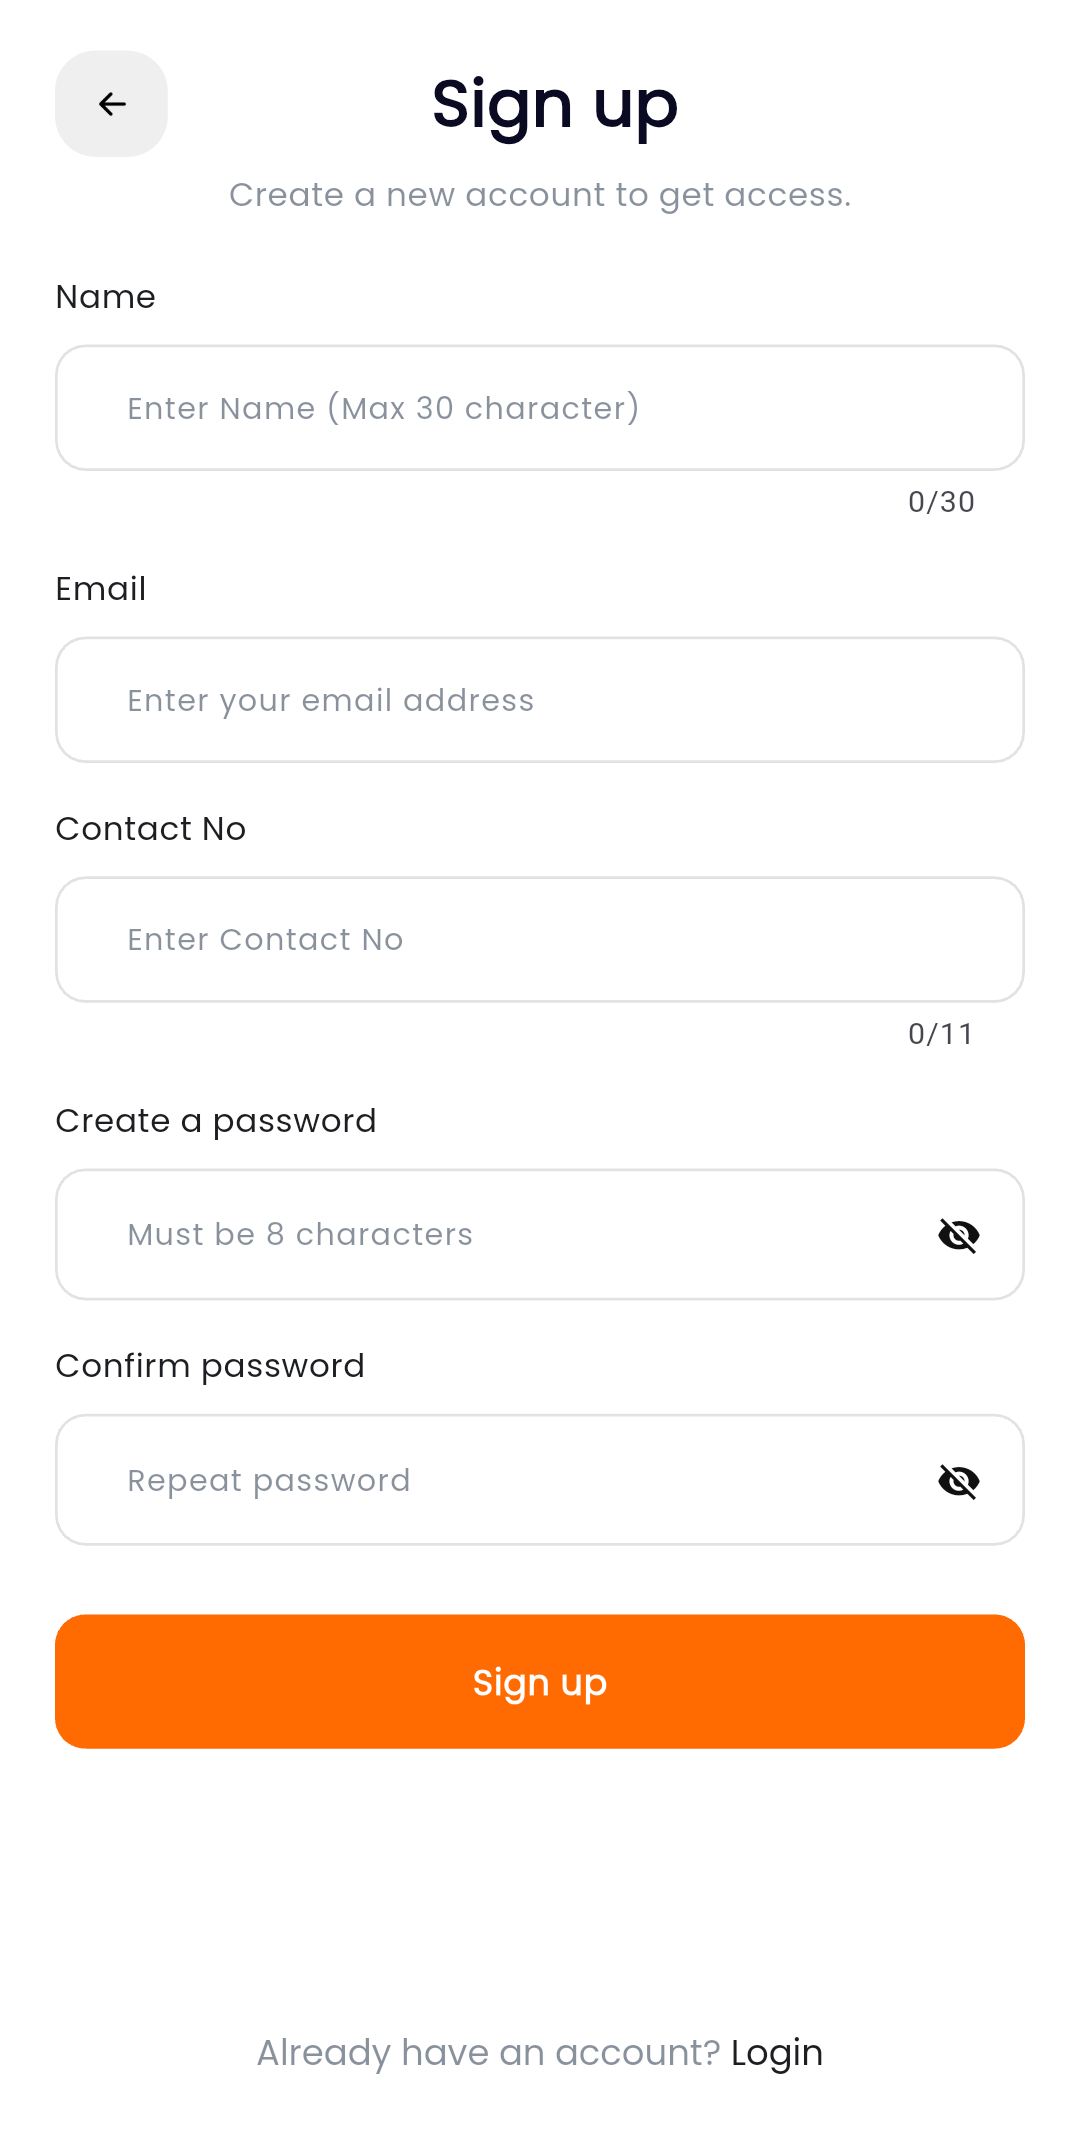 Sign up
Create a new account to get access.
Name
Enter Name (Max 30 character)
0/30
Email
Enter your email address
Contact No
Enter Contact No
0/11
Create a password
Must be 8 characters
Confirm password
Repeat password
Sign up
Already have an account? Login